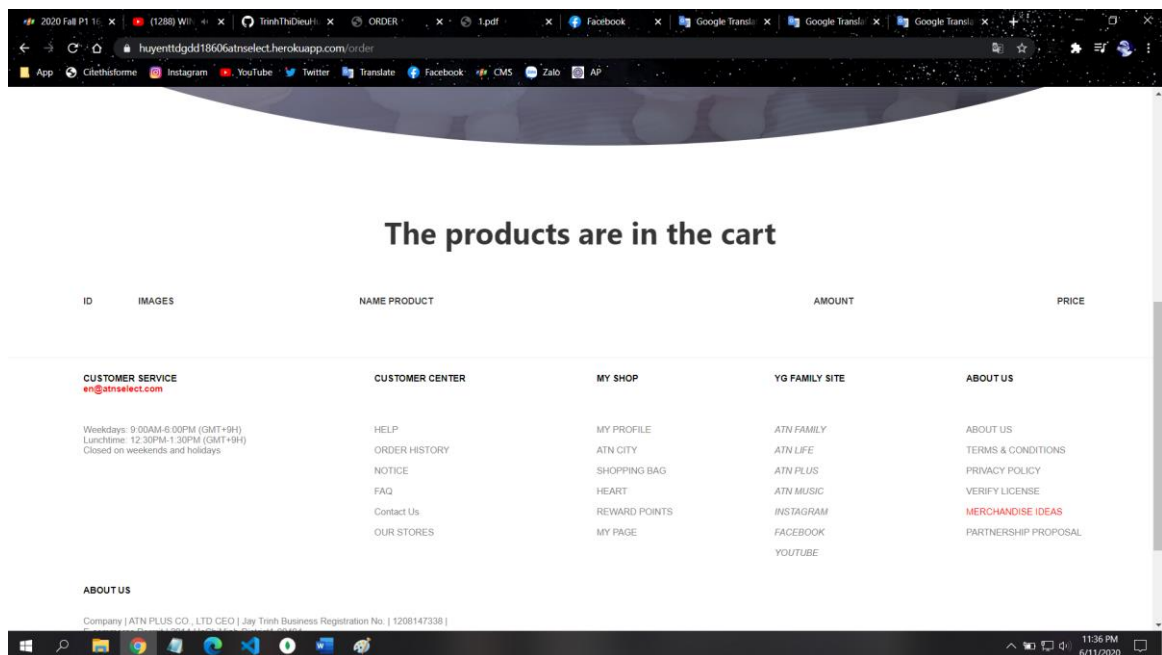 2020 Fall P1 16
(1288) WI
TrinhThiDieuH
ORDER
1.pdf
Facebook
Google Transla
Google Transla
Google Transla
huyenttdgdd18606atnselect.herokuapp.com/order
App Citethisforme Instagram YouTube Twitter Translate Facebook CMS Zalo AP
The products are in the cart
ID IMAGES NAME PRODUCT AMOUNT PRICE
CUSTOMER SERVICE
en@atnselect.com
Weekdays: 9:00AM-6:00PM (GMT+9H)
Lunchtime: 12:30PM-1:30PM (GMT+9H)
Closed on weekends and holidays
CUSTOMER CENTER
HELP
ORDER HISTORY
NOTICE
FAQ
Contact Us
OUR STORES
MY SHOP
MY PROFILE
ATN CITY
SHOPPING BAG
HEART
REWARD POINTS
MY PAGE
YG FAMILY SITE
ATN FAMILY
ATN LIFE
ATN PLUS
ATN MUSIC
INSTAGRAM
FACEBOOK
YOUTUBE
ABOUT US
ABOUT US
TERMS & CONDITIONS
PRIVACY POLICY
VERIFY LICENSE
MERCHANDISE IDEAS
PARTNERSHIP PROPOSAL
ABOUT US
Company | ATN PLUS CO., LTD CEO | Jay Trinh Business Registration No. | 1208147338 |
11:36 PM
6/11/2020